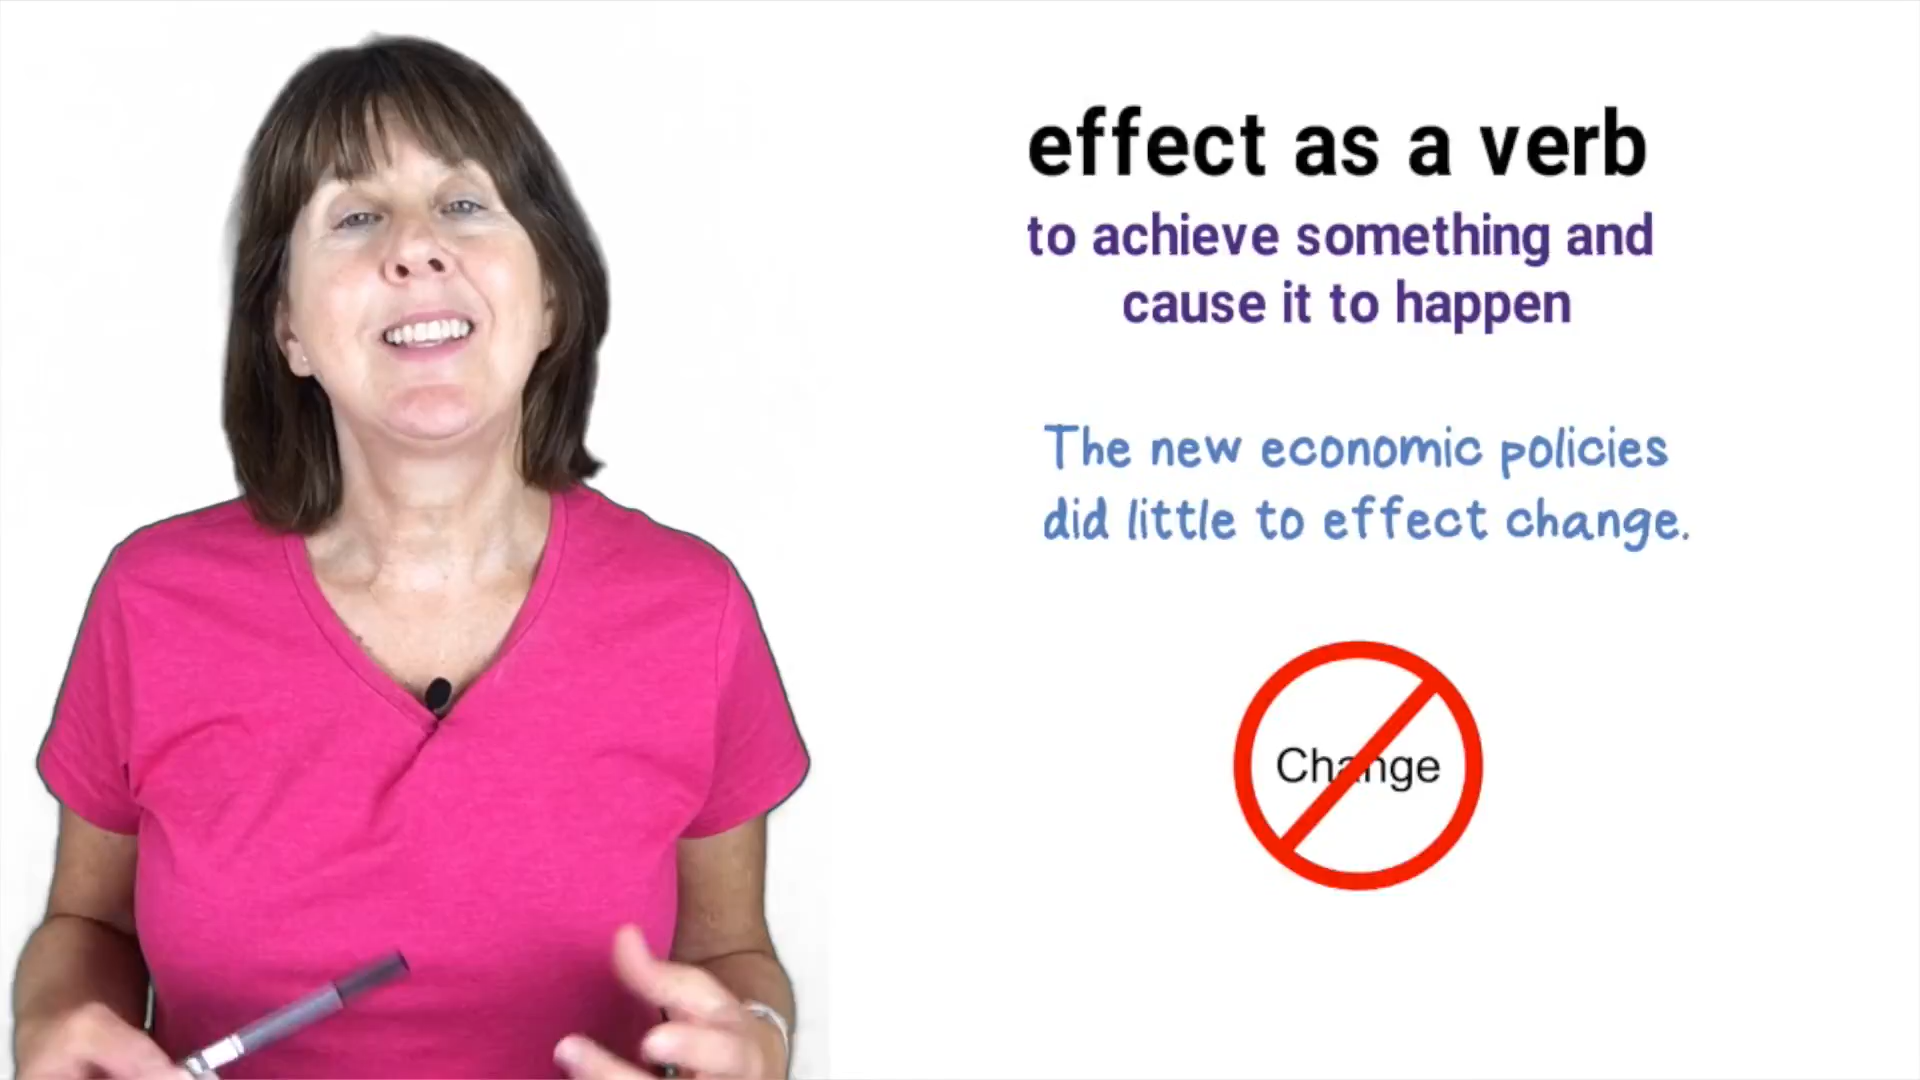 effect as a verb
to achieve something and
cause it to happen
The new economic policies
did little to effect change.
Change